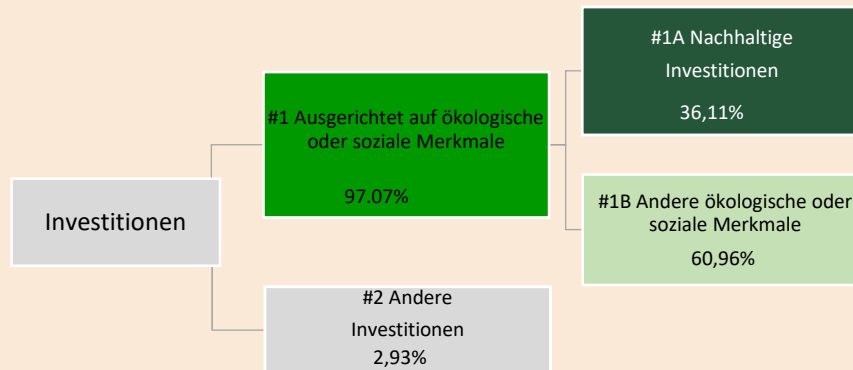 Investitionen
#1 Ausgerichtet auf ökologische
oder soziale Merkmale
97.07%
#2 Andere
Investitionen
2,93%
#1A Nachhaltige
Investitionen
36,11%
#1B Andere ökologische oder
soziale Merkmale
60,96%